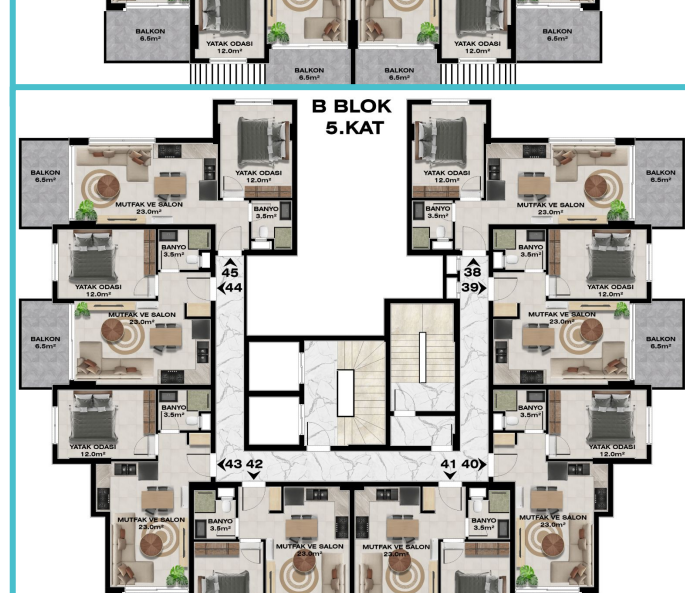 BALKON
6.5m²
YATAK ODASI
12.0m²
YATAK ODASI
12.0m²
BALKON
6.5m²
BALKON
6.5m²
BALKON
6.5m²
B BLOK
5.KAT
BALKON
6.5m²
YATAK ODASI
12.0m²
MUTFAK VE SALON
23.0m²
BANYO
3.5m²
YATAK ODASI
12.0m²
BANYO
3.5m²
MUTFAK VE SALON
23.0m²
BALKON
6.5m²
BANYO
3.5m²
YATAK ODASI
12.0m²
45
44
38
39
BANYO
3.5m²
YATAK ODASI
12.0m²
BALKON
6.5m²
MUTFAK VE SALON
23.0m²
MUTFAK VE SALON
23.0m²
BALKON
6.5m²
BANYO
3.5m²
YATAK ODASI
12.0m²
BANYO
3.5m²
YATAK ODASI
12.0m²
43 42
41 40
MUTFAK VE SALON
23.0m²
BANYO
3.5m²
MUTFAK VE SALON
23.0m²
MUTFAK VE SALON
23.0m²
BANYO
3.5m²
MUTFAK VE SALON
23.0m²